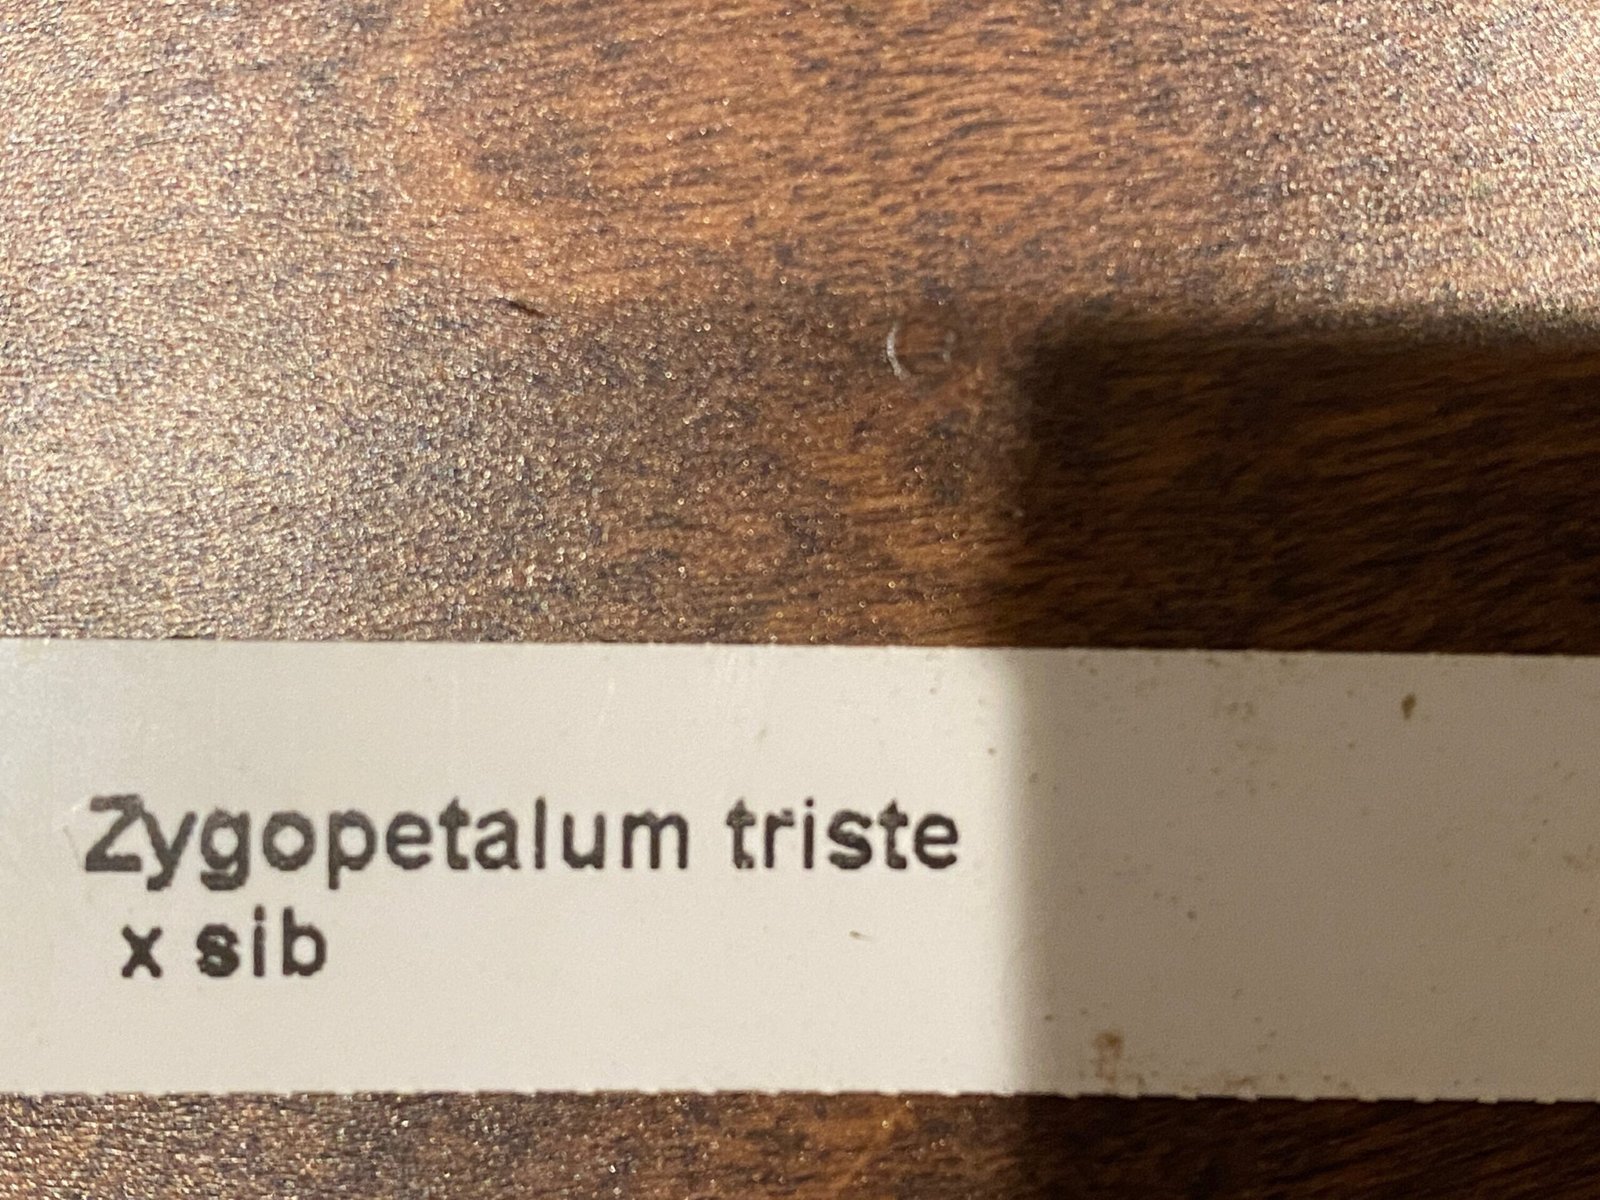 Zygopetalum triste
x sib